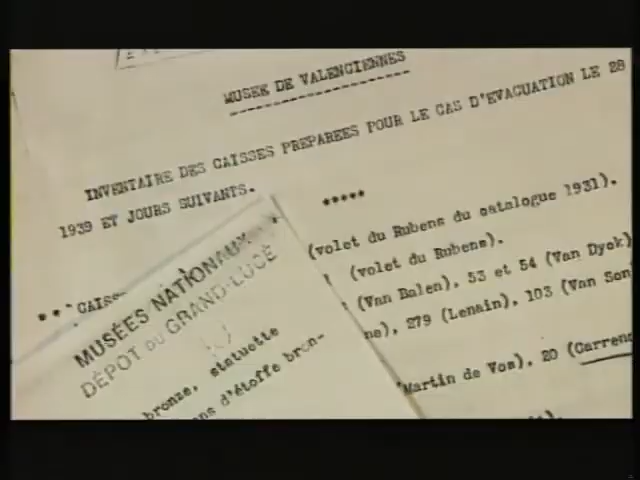 MUSEE DE VALENCIENNES
INVENTAIRE DES CAISSES PREPAREES POUR LE CAS D'EVACUATION LE 28
1939 ET JOURS SUIVANTS.
*****
(volet du Rubens du catalogue 1931).
(volet du Rubens).
(Van Balen), 53 et 54 (Van Dyck)
279 (Lenain), 103 (Van Son
(Martin de Vos), 20 (Carreno
** CAISS
MUSÉES NATIONAUX
DÉPOT DU GRAND-LUCÉ
bronze, statuette
d'étoffe bron-